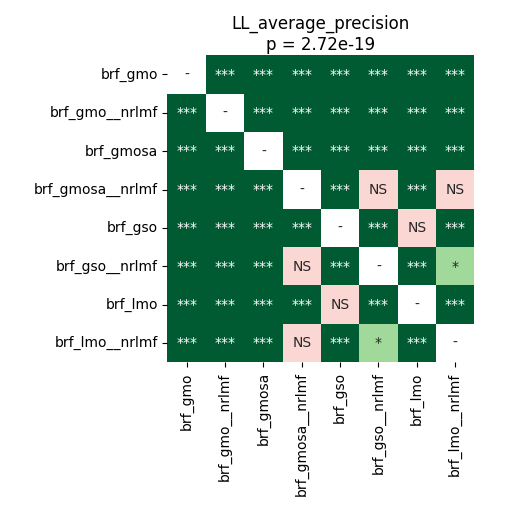 LL_average_precision
p = 2.72e-19
brf_gmo - *** *** *** *** *** *** ***
brf_gmo__nrlmf *** - *** *** *** *** *** ***
brf_gmosa *** *** - *** *** *** *** ***
brf_gmosa__nrlmf *** *** *** - *** NS *** NS
brf_gso *** *** *** *** - *** NS ***
brf_gso__nrlmf *** *** *** NS *** - *** *
brf_lmo *** *** *** *** NS *** - ***
brf_lmo__nrlmf *** *** *** NS *** * *** -
brf_gmo
brf_gmo__nrlmf
brf_gmosa
brf_gmosa__nrlmf
brf_gso
brf_gso__nrlmf
brf_lmo
brf_lmo__nrlmf